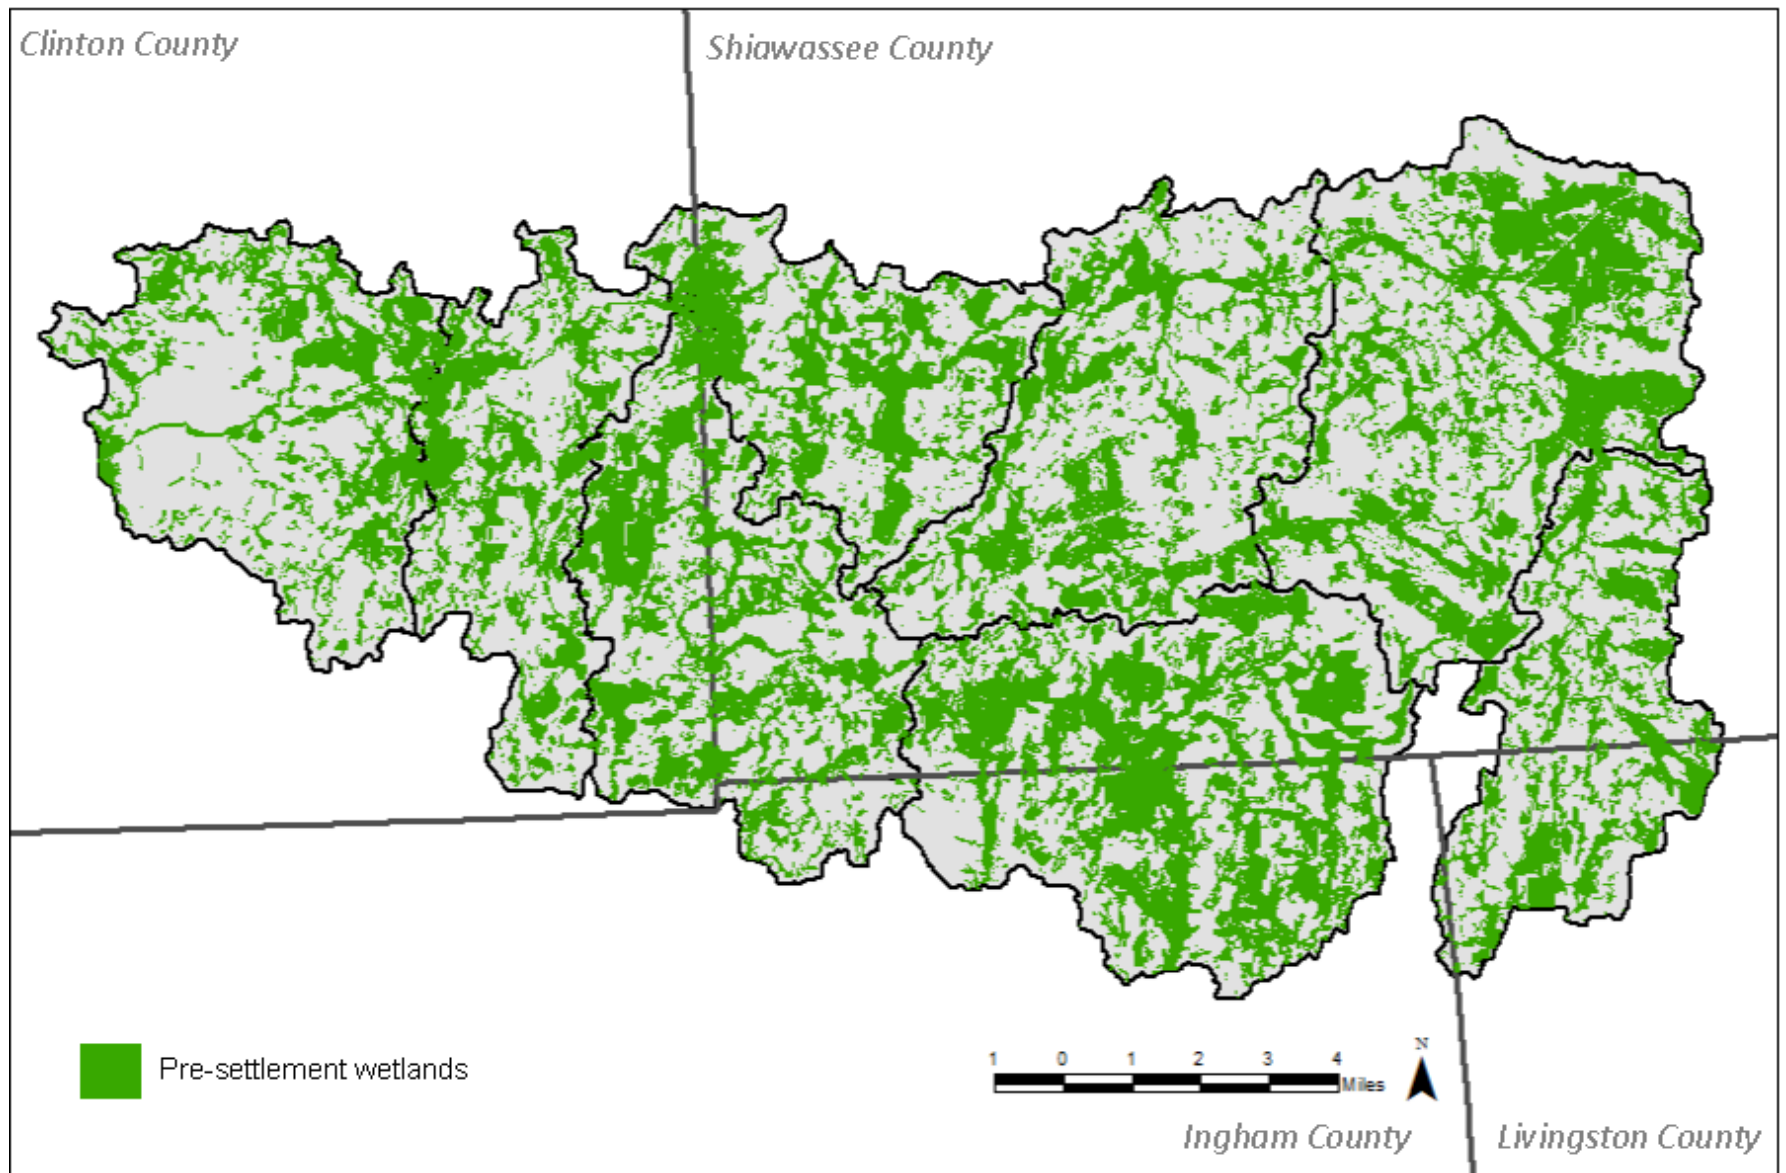 Clinton County
Shiawassee County
Pre-settlement wetlands
1 0 1 2 3 4
Miles
N
Ingham County
Livingston County